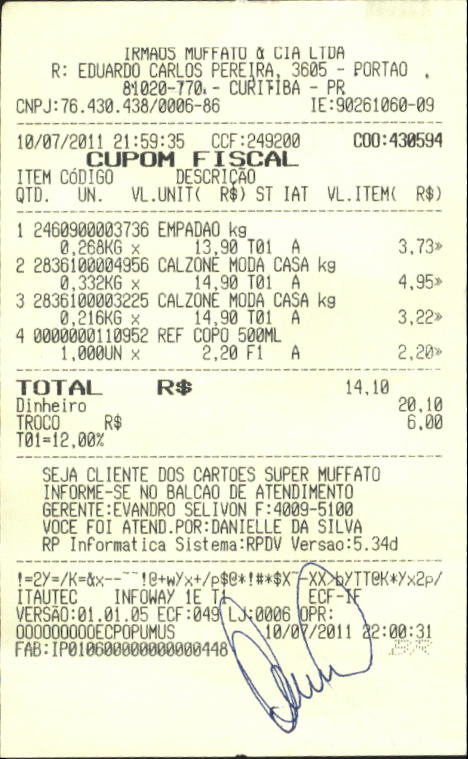 IRMAOS MUFFATO & CIA LTDA
R: EDUARDO CARLOS PEREIRA, 3605 - PORTAO
81020-770 - CURITIBA - PR
CNPJ:76.430.438/0006-86 IE:90261060-09
10/07/2011 21:59:35 CCF:249200 COO:430594
CUPOM FISCAL
ITEM CÓDIGO DESCRIÇÃO
QTD. UN. VL.UNIT( R$) ST IAT VL.ITEM( R$)
1 2460900003736 EMPADAO kg
0,268KG x 13,90 T01 A 3,73»
2 2836100004956 CALZONE MODA CASA kg
0,332KG x 14,90 T01 A 4,95»
3 2836100003225 CALZONE MODA CASA kg
0,216KG x 14,90 T01 A 3,22»
4 0000000110952 REF COPO 500ML
1,000UN x 2,20 F1 A 2,20»
TOTAL R$ 14,10
Dinheiro 20,10
TROCO R$ 6,00
T01=12,00%
SEJA CLIENTE DOS CARTOES SUPER MUFFATO
INFORME-SE NO BALCAO DE ATENDIMENTO
GERENTE:EVANDRO SELIVON F:4009-5100
VOCE FOI ATEND.POR:DANIELLE DA SILVA
RP Informatica Sistema:RPDV Versao:5.34d
ITAUTEC INFOWAY 1E T1 ECF-IF
VERSÃO:01.01.05 ECF:049 LJ:0006 OPR:
OOOOOOOOOECPOPUMUS 10/07/2011 22:00:31
FAB:IP010600000000000448